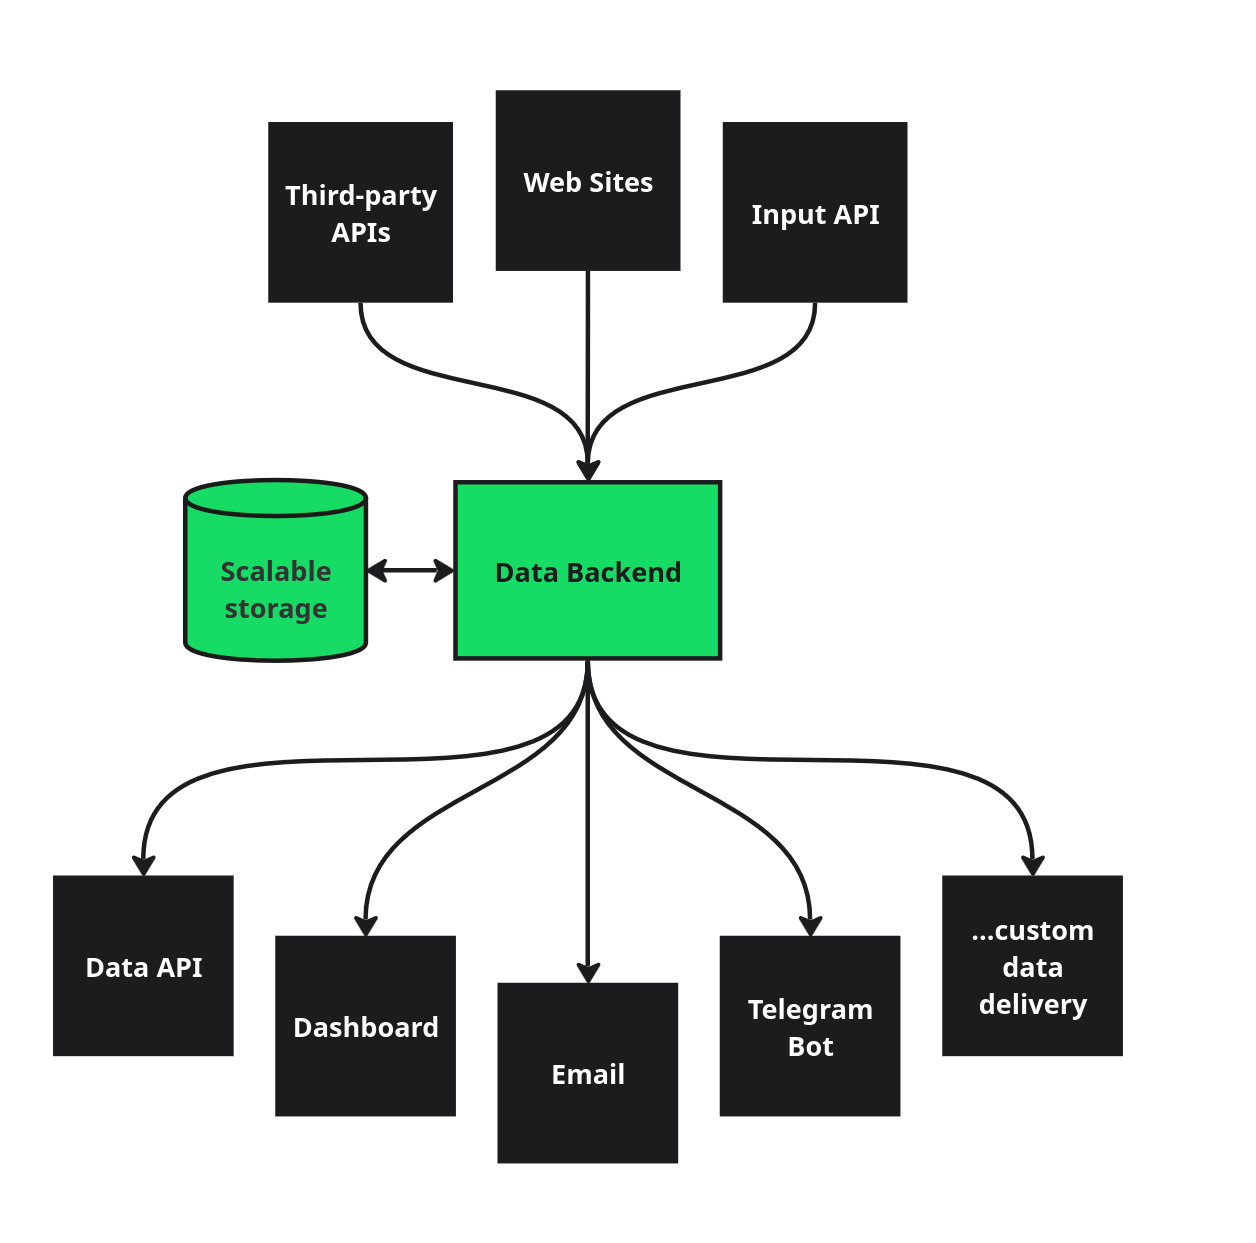 Third-party
APIs
Web Sites
Input API
Scalable
storage
Data Backend
Data API
Dashboard
Email
Telegram
Bot
...custom
data
delivery